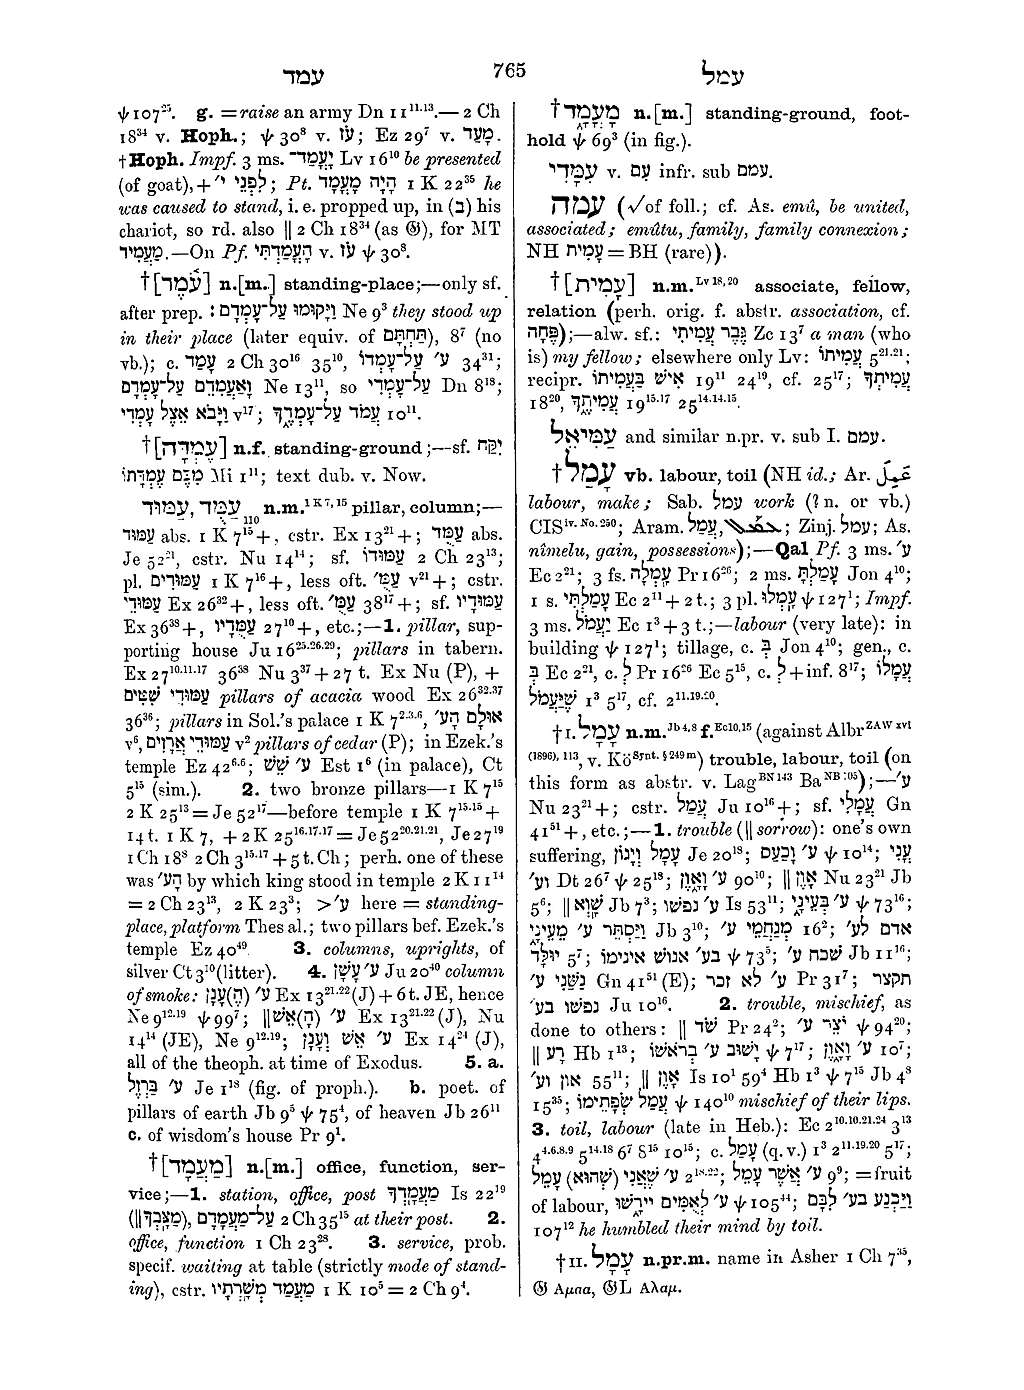 עמד
765
עמל
ψ 107²⁵. g. = raise an army Dn 11¹¹·¹³.—2 Ch
18³⁴ v. Hoph.; ψ 30⁸ v. עֹז; Ez 29⁷ v. מָעַד.
†Hoph. Impf. 3 ms. יָעֳמַד־ Lv 16¹⁰ be presented
(of goat), + לִפְנֵי י׳; Pt. הָיָה מָעֳמָד 1 K 22³⁵ he
was caused to stand, i. e. propped up, in (ב) his
chariot, so rd. also ‖ 2 Ch 18³⁴ (as 𝔊), for MT
מַעֲמִיד.—On Pf. הֶעֱמַדְתִּי v. עֹז ψ 30⁸.
†[עֹ֫מֶד] n.[m.] standing-place;—only sf.
after prep.: וַיָּקוּמוּ עַל־עָמְדָם Ne 9³ they stood up
in their place (later equiv. of תַּחְתָּם), 8⁷ (no
vb.); c. עָמַד 2 Ch 30¹⁶ 35¹⁰, ע׳ עַל־עָמְדוֹ 34³¹;
וָאַעֲמִדֵם עַל־עָמְדָם Ne 13¹¹, so עַל־עָמְדִי Dn 8¹⁸;
וַיָּבֹא אֵצֶל עָמְדִי v¹⁷; עֲמֹד עַל־עָמְדֶךָ 10¹¹.
†[עֶמְדָּה] n.f. standing-ground;—sf. יִקַּח
מִכֶּם עֶמְדָּתוֹ Mi 1¹¹; text dub. v. Now.
עַמֻּד, עַמּוּד₁₁₀ n.m.¹ ᴷ ⁷, ¹⁵ pillar, column;—
עַמּוּד abs. 1 K 7¹⁵+, cstr. Ex 13²¹+; עַמֻּד abs.
Je 52²¹, cstr. Nu 14¹⁴; sf. עַמּוּדוֹ 2 Ch 23¹³;
pl. עַמּוּדִים 1 K 7¹⁶+, less oft. עַמֻּ׳ v²¹+; cstr.
עַמּוּדֵי Ex 26³²+, less oft. עַמֻּ׳ 38¹⁷+; sf. עַמּוּדָיו
Ex 36³⁸+, עַמֻּדָיו 27¹⁰+, etc.;—1. pillar, sup-
porting house Ju 16²⁵·²⁶·²⁹; pillars in tabern.
Ex 27¹⁰·¹¹·¹⁷ 36³⁸ Nu 3³⁷ + 27 t. Ex Nu (P), +
עַמּוּדֵי שִׁטִּים pillars of acacia wood Ex 26³²·³⁷
36³⁶; pillars in Sol.'s palace 1 K 7²·³·⁶, אוּלָם הָע׳
v⁶, עַמּוּדֵי אֲרָזִים v² pillars of cedar (P); in Ezek.'s
temple Ez 42⁶·⁶; ע׳ שֵׁשׁ Est 1⁶ (in palace), Ct
5¹⁵ (sim.). 2. two bronze pillars—1 K 7¹⁵
2 K 25¹³ = Je 52¹⁷—before temple 1 K 7¹⁵·¹⁵ +
14 t. 1 K 7, + 2 K 25¹⁶·¹⁷·¹⁷ = Je 52²⁰·²¹·²¹, Je 27¹⁹
1 Ch 18⁸ 2 Ch 3¹⁵·¹⁷ + 5 t. Ch; perh. one of these
was הָע׳ by which king stood in temple 2 K 11¹⁴
= 2 Ch 23¹³, 2 K 23³; > ע׳ here = standing-
place, platform Thes al.; two pillars bef. Ezek.'s
temple Ez 40⁴⁹. 3. columns, uprights, of
silver Ct 3¹⁰ (litter). 4. ע׳ עָשָׁן Ju 20⁴⁰ column
of smoke: ע׳ (הֶ)עָנָן Ex 13²¹·²² (J) + 6 t. JE, hence
Ne 9¹²·¹⁹ ψ 99⁷; ‖ ע׳ (הָ)אֵשׁ Ex 13²¹·²² (J), Nu
14¹⁴ (JE), Ne 9¹²·¹⁹; ע׳ אֵשׁ וְעָנָן Ex 14²⁴ (J),
all of the theoph. at time of Exodus. 5. a.
ע׳ בַּרְזֶל Je 1¹⁸ (fig. of proph.). b. poet. of
pillars of earth Jb 9⁶ ψ 75⁴, of heaven Jb 26¹¹
c. of wisdom's house Pr 9¹.
†[מַעֲמָד] n.[m.] office, function, ser-
vice;—1. station, office, post מַעֲמָדֶךָ Is 22¹⁹
(‖מַצָּבֶךָ), עַל־מַעֲמָדָם 2 Ch 35¹⁵ at their post. 2.
office, function 1 Ch 23²⁸. 3. service, prob.
specif. waiting at table (strictly mode of stand-
ing), cstr. מַעֲמַד מְשָׁרְתָיו 1 K 10⁵ = 2 Ch 9⁴.
†מָעֳמָד n.[m.] standing-ground, foot-
hold ψ 69³ (in fig.).
עִמָּדִי v. עִם infr. sub עמם.
עמה (√of foll.; cf. As. emû, be united,
associated; emûtu, family, family connexion;
NH עָמִית = BH (rare)).
†[עָמִית] n.m.ᴸᵛ ¹⁸, ²⁰ associate, fellow,
relation (perh. orig. f. abstr. association, cf.
פֶּחָה);—alw. sf.: גֶּבֶר עֲמִיתִי Zc 13⁷ a man (who
is) my fellow; elsewhere only Lv: עֲמִיתוֹ 5²¹·²¹;
recipr. אִישׁ בַּעֲמִיתוֹ 19¹¹ 24¹⁹, cf. 25¹⁷; עֲמִיתְךָ
18²⁰, עֲמִיתֶךָ 19¹⁵·¹⁷ 25¹⁴·¹⁴·¹⁵.
עַמִּיאֵל and similar n.pr. v. sub I. עמם.
†עָמַל vb. labour, toil (NH id.; Ar. عَمِلَ
labour, make; Sab. עמל work (? n. or vb.)
CISⁱᵛ· ᴺᵒ· ²⁵⁰; Aram. עֲמַל, ; Zinj. עמל; As.
nîmelu, gain, possessions);—Qal Pf. 3 ms. ע׳
Ec 2²¹; 3 fs. עָמְלָה Pr 16²⁶; 2 ms. עָמַלְתָּ Jon 4¹⁰;
1 s. עָמַלְתִּי Ec 2¹¹ + 2 t.; 3 pl. עָמְלוּ ψ 127¹; Impf.
3 ms. יַעֲמֹל Ec 1³ + 3 t.;—labour (very late): in
building ψ 127¹; tillage, c. בְּ Jon 4¹⁰; gen., c.
בְּ Ec 2²¹, c. לְ Pr 16²⁶ Ec 5¹⁵, c. לְ + inf. 8¹⁷; עֲמָלוֹ
שֶׁיַּעֲמֹל 1³ 5¹⁷, cf. 2¹¹·¹⁹·²⁰.
†I. עָמָל n.m.ᴶᵇ ⁴, ⁸ f.ᴱᶜ ¹⁰, ¹⁵ (against Albr ᶻᴬᵂ ˣᵛⁱ
⁽¹⁸⁹⁶⁾, ¹¹³, v. Kö ˢʸⁿᵗ· § ²⁴⁹ ᵐ) trouble, labour, toil (on
this form as abstr. v. Lag ᴮᴺ ¹⁴³ Ba ᴺᴮ ¹⁰⁵);—ע׳
Nu 23²¹+; cstr. עֲמַל Ju 10¹⁶+; sf. עֲמָלִי Gn
41⁵¹+, etc.;—1. trouble (‖ sorrow): one's own
suffering, עָמָל וְיָגוֹן Je 20¹⁸; ע׳ וָכַעַס ψ 10¹⁴; עֳנִי
וע׳ Dt 26⁷ ψ 25¹⁸; ע׳ וָאָוֶן 90¹⁰; ‖ אָוֶן Nu 23²¹ Jb
5⁶; ‖ שָׁוְא Jb 7³; ע׳ נפשו Is 53¹¹; ע׳ בְּעֵינָי ψ 73¹⁶;
אדם לע׳ 5⁷; מְנַחֲמֵי ע׳ 16²; וַיַּסְתֵּר ע׳ מֵעֵינָי Jb 3¹⁰;
יוּלָּד; בע׳ אנוש אינימו ψ 73⁵; שׁכח ע׳ Jb 11¹⁶;
נַשַּׁנִי ע׳ Gn 41⁵¹ (E); ע׳ לא זכר Pr 31⁷; תקצר
נפשו בע׳ Ju 10¹⁶. 2. trouble, mischief, as
done to others: ‖ שֹׁד Pr 24²; יֹצֵר ע׳ ψ 94²⁰;
‖ רָע Hb 1¹³; יָשׁוּב ע׳ בְּראֹשׁוֹ ψ 7¹⁷; ע׳ וָאָוֶן 10⁷;
און וע׳ 55¹¹; ‖ אָוֶן Is 10¹ 59⁴ Hb 1³ ψ 7¹⁵ Jb 4⁸
15³⁵; עֲמַל שְׂפָתֵימוֹ ψ 140¹⁰ mischief of their lips.
3. toil, labour (late in Heb.): Ec 2¹⁰·¹⁰·²¹·²⁴ 3¹³
4⁴·⁶·⁸·⁹ 5¹⁴·¹⁸ 6⁷ 8¹⁵ 10¹⁵; c. עָמַל (q.v.) 1³ 2¹¹·¹⁹·²⁰ 5¹⁷;
ע׳ שֶׁאֲנִי (שֶׁהוּא) עָמֵל 2¹⁸·²²; ע׳ אֲשֶׁר עָמֵל 9⁹; = fruit
of labour, ע׳ לְאֻמִּים יירָשׁוּ ψ 105⁴⁴; וַיַּכְנַע בע׳ לִבָּם
107¹² he humbled their mind by toil.
†II. עָמָל n.pr.m. name in Asher 1 Ch 7³⁵,
𝔊 Αμαα, 𝔊L Αλαμ.